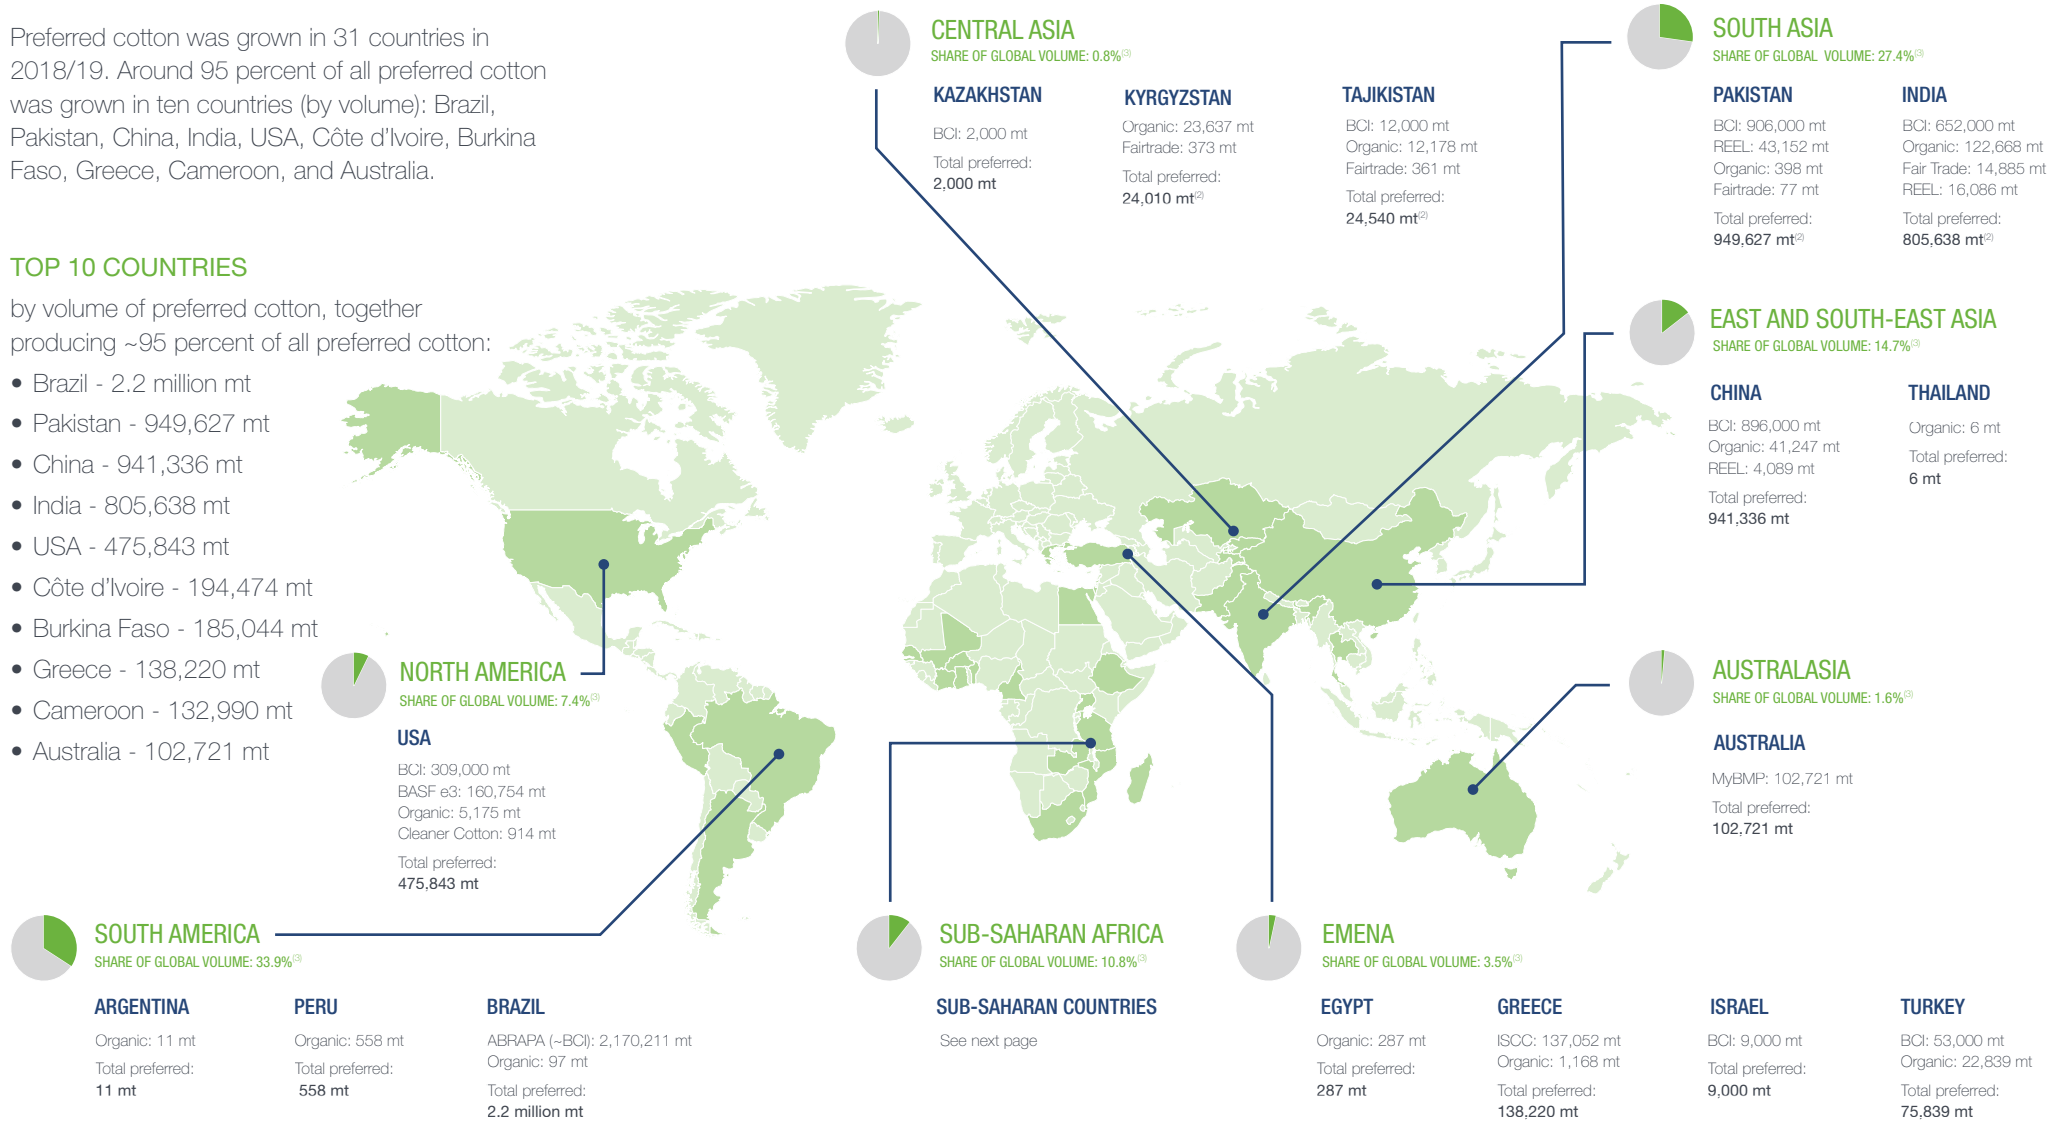 Preferred cotton was grown in 31 countries in
2018/19. Around 95 percent of all preferred cotton
was grown in ten countries (by volume): Brazil,
Pakistan, China, India, USA, Côte d'Ivoire, Burkina
Faso, Greece, Cameroon, and Australia.
TOP 10 COUNTRIES
by volume of preferred cotton, together
producing ~95 percent of all preferred cotton:
• Brazil - 2.2 million mt
• Pakistan - 949,627 mt
• China - 941,336 mt
• India - 805,638 mt
• USA - 475,843 mt
• Côte d'Ivoire - 194,474 mt
• Burkina Faso - 185,044 mt
• Greece - 138,220 mt
• Cameroon - 132,990 mt
• Australia - 102,721 mt
CENTRAL ASIA
SHARE OF GLOBAL VOLUME: 0.8%(3)
KAZAKHSTAN
BCI: 2,000 mt
Total preferred:
2,000 mt
KYRGYZSTAN
Organic: 23,637 mt
Fairtrade: 373 mt
Total preferred:
24,010 mt(2)
TAJIKISTAN
BCI: 12,000 mt
Organic: 12,178 mt
Fairtrade: 361 mt
Total preferred:
24,540 mt(2)
SOUTH ASIA
SHARE OF GLOBAL VOLUME: 27.4%(3)
PAKISTAN
BCI: 906,000 mt
REEL: 43,152 mt
Organic: 398 mt
Fairtrade: 77 mt
Total preferred:
949,627 mt(2)
INDIA
BCI: 652,000 mt
Organic: 122,668 mt
Fair Trade: 14,885 mt
REEL: 16,086 mt
Total preferred:
805,638 mt(2)
EAST AND SOUTH-EAST ASIA
SHARE OF GLOBAL VOLUME: 14.7%(3)
CHINA
BCI: 896,000 mt
Organic: 41,247 mt
REEL: 4,089 mt
Total preferred:
941,336 mt
THAILAND
Organic: 6 mt
Total preferred:
6 mt
AUSTRALASIA
SHARE OF GLOBAL VOLUME: 1.6%(3)
AUSTRALIA
MyBMP: 102,721 mt
Total preferred:
102,721 mt
NORTH AMERICA
SHARE OF GLOBAL VOLUME: 7.4%(3)
USA
BCI: 309,000 mt
BASF e3: 160,754 mt
Organic: 5,175 mt
Cleaner Cotton: 914 mt
Total preferred:
475,843 mt
SOUTH AMERICA
SHARE OF GLOBAL VOLUME: 33.9%(3)
ARGENTINA
Organic: 11 mt
Total preferred:
11 mt
PERU
Organic: 558 mt
Total preferred:
558 mt
BRAZIL
ABRAPA (~BCI): 2,170,211 mt
Organic: 97 mt
Total preferred:
2.2 million mt
SUB-SAHARAN AFRICA
SHARE OF GLOBAL VOLUME: 10.8%(3)
SUB-SAHARAN COUNTRIES
See next page
EMENA
SHARE OF GLOBAL VOLUME: 3.5%(3)
EGYPT
Organic: 287 mt
Total preferred:
287 mt
GREECE
ISCC: 137,052 mt
Organic: 1,168 mt
Total preferred:
138,220 mt
ISRAEL
BCI: 9,000 mt
Total preferred:
9,000 mt
TURKEY
BCI: 53,000 mt
Organic: 22,839 mt
Total preferred:
75,839 mt